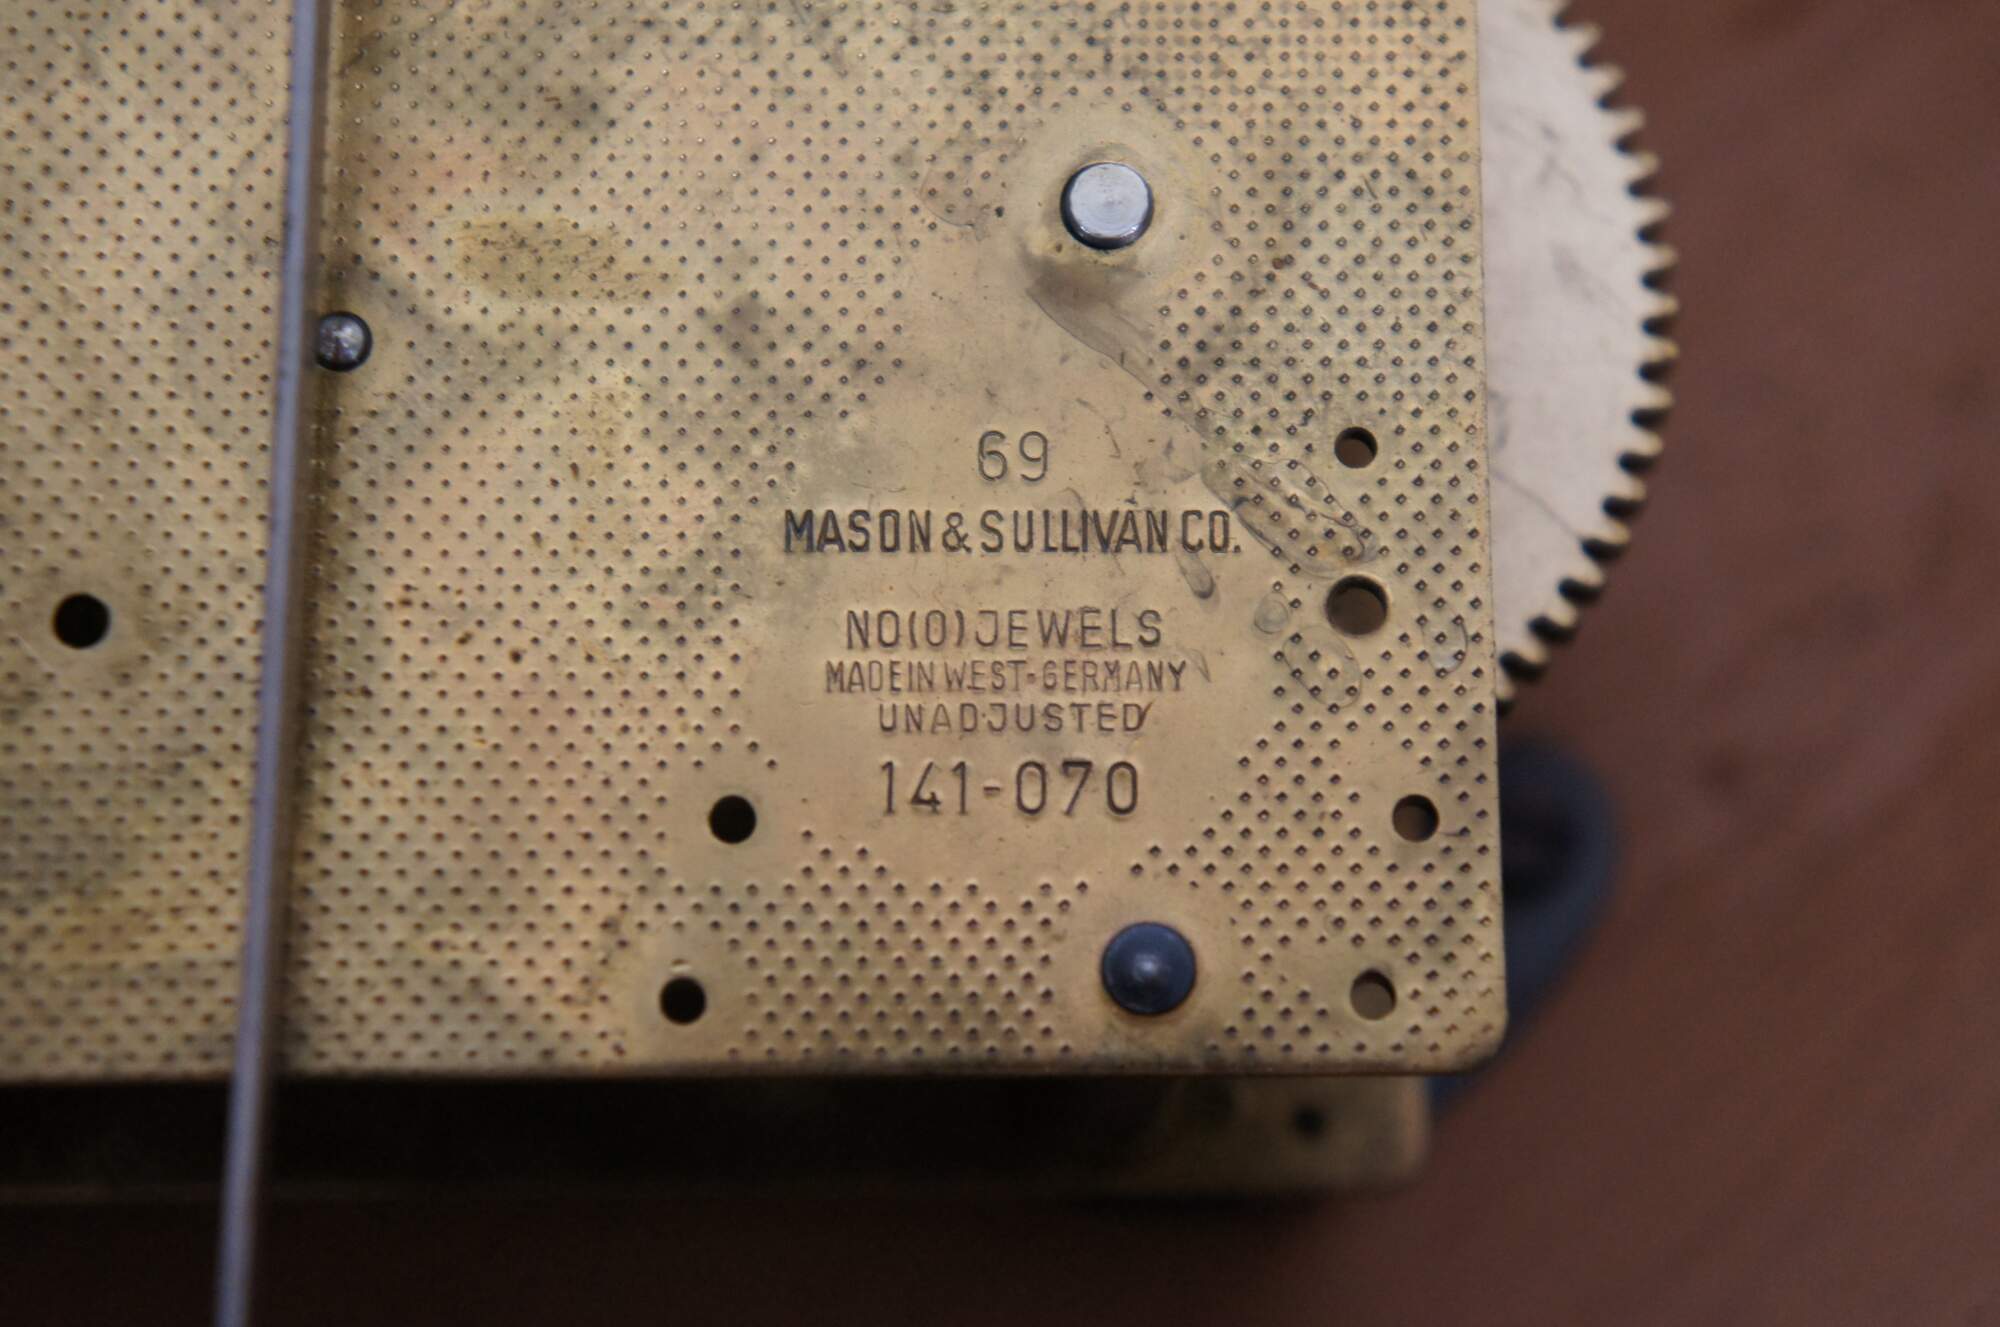 69
MASON & SULLIVAN CO.
NO (0) JEWELS
MADE IN WEST-GERMANY
UNADJUSTED
141-070